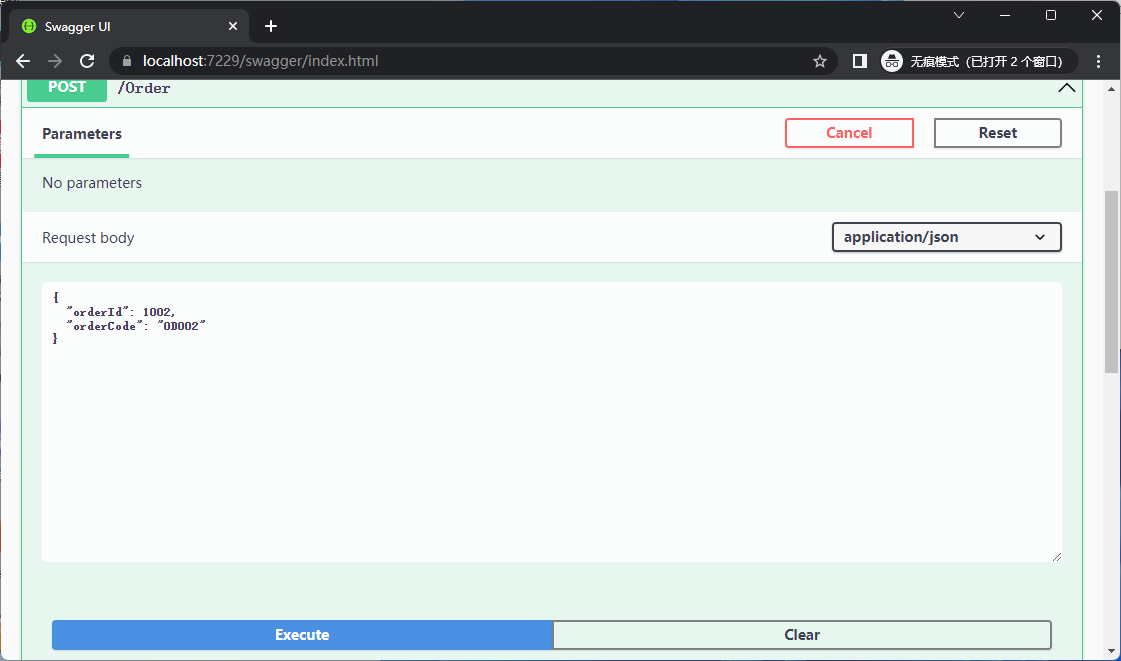 Swagger UI
localhost:7229/swagger/index.html
无痕模式（已打开 2 个窗口）
POST /Order
Parameters Cancel Reset
No parameters
Request body application/json
{
"orderId": 1002,
"orderCode": "OD002"
}
Execute Clear